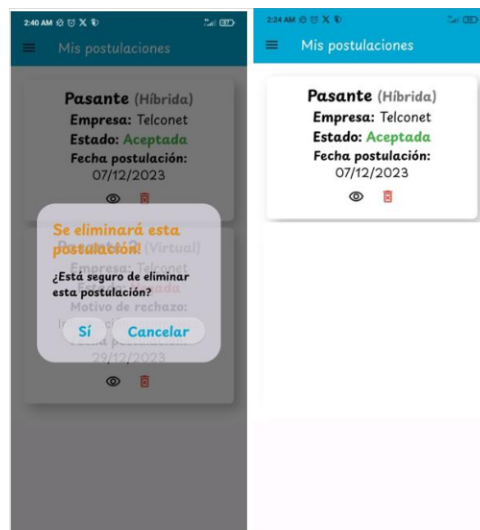 2:40 AM
Mis postulaciones
Pasante (Híbrida)
Empresa: Telconet
Estado: Aceptada
Fecha postulación:
07/12/2023
Se eliminará esta
postulación!
Pasante 2 (Virtual)
Empresa: Telconet
¿Está seguro de eliminar
esta postulación?
Motivo de rechazo:
Sí
Cancelar
29/12/2023
2:24 AM
Mis postulaciones
Pasante (Híbrida)
Empresa: Telconet
Estado: Aceptada
Fecha postulación:
07/12/2023